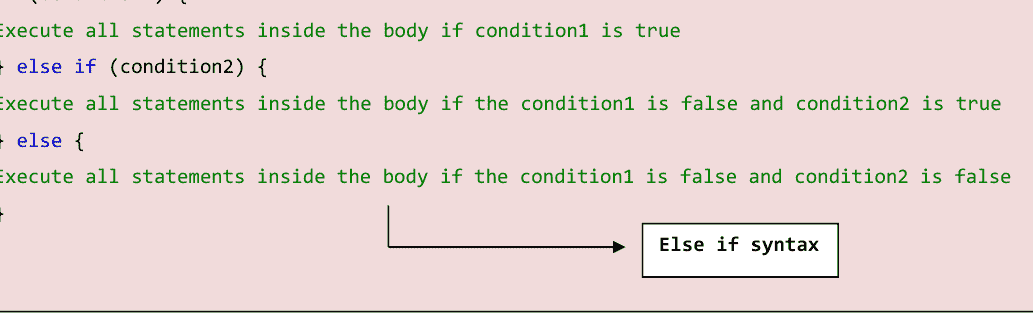 Execute all statements inside the body if condition1 is true
} else if (condition2) {
Execute all statements inside the body if the condition1 is false and condition2 is true
} else {
Execute all statements inside the body if the condition1 is false and condition2 is false
}
Else if syntax